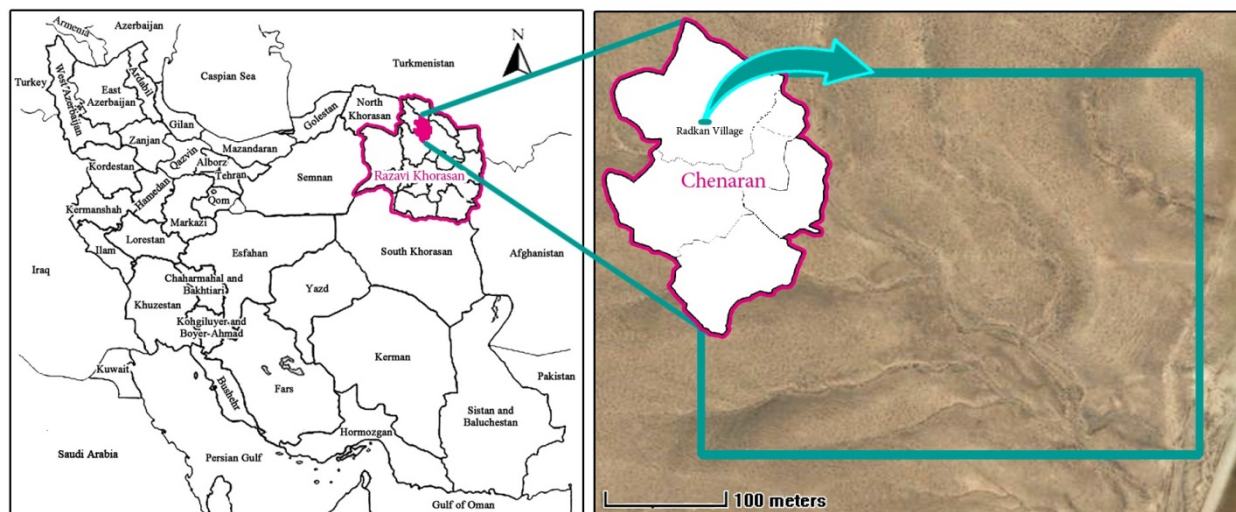 Armenia
Azerbaijan
Turkey
West Azerbaijan
East
Azerbaijan
Ardabil
Caspian Sea
N
Turkmenistan
Gilan
Zanjan
Golestan
North
Khorasan
Mazandaran
Kordestan
Qazvin
Alborz
Tehran
Semnan
Razavi Khorasan
Hamedan
Qom
Kermanshah
Markazi
Ilam
Lorestan
Esfahan
South Khorasan
Afghanistan
Iraq
Chaharmahal and
Bakhtiari
Yazd
Khuzestan
Kohgiluyer and
Boyer-Ahmad
Kerman
Kuwait
Bushehr
Fars
Pakistan
Sistan and
Baluchestan
Hormozgan
Saudi Arabia
Persian Gulf
Gulf of Oman
Radkan Village
Chenaran
100 meters